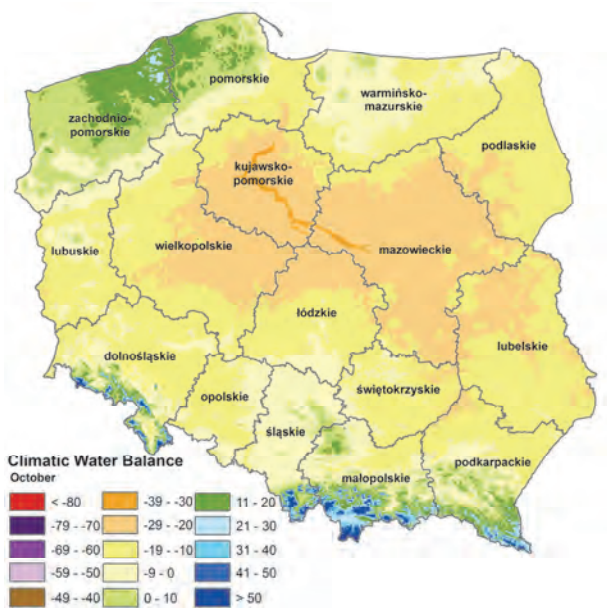 pomorskie
warmińsko-
mazurskie
zachodnio-
pomorskie
podlaskie
kujawsko-
pomorskie
wielkopolskie
mazowieckie
lubuskie
łódzkie
lubelskie
dolnośląskie
opolskie
śląskie
świętokrzyskie
małopolskie
podkarpackie
Climatic Water Balance
October
< -80 -39 - -30 11 - 20
-79 - -70 -29 - -20 21 - 30
-69 - -60 -19 - -10 31 - 40
-59 - -50 -9 - 0 41 - 50
-49 - -40 0 - 10 > 50